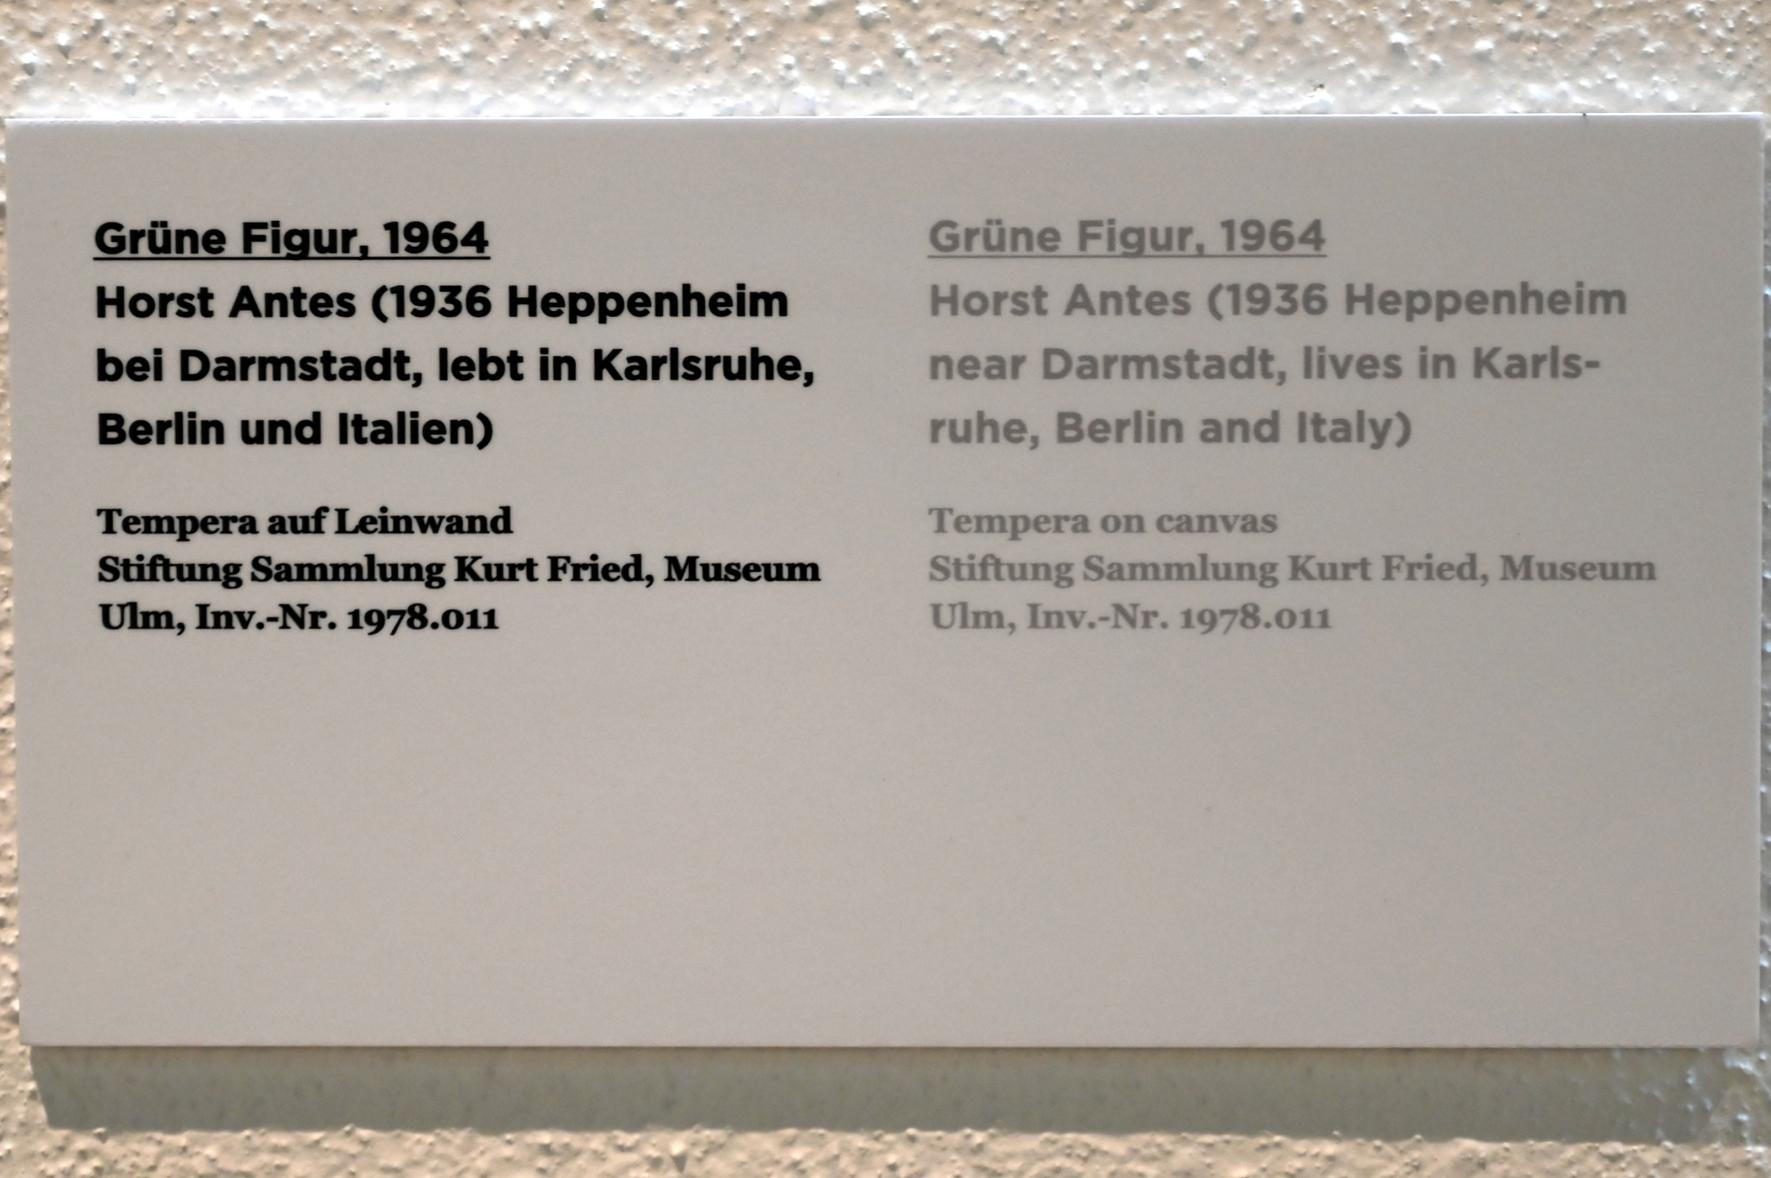 Grüne Figur, 1964
Horst Antes (1936 Heppenheim
bei Darmstadt, lebt in Karlsruhe,
Berlin und Italien)
Tempera auf Leinwand
Stiftung Sammlung Kurt Fried, Museum
Ulm, Inv.-Nr. 1978.011
Grüne Figur, 1964
Horst Antes (1936 Heppenheim
near Darmstadt, lives in Karls-
ruhe, Berlin and Italy)
Tempera on canvas
Stiftung Sammlung Kurt Fried, Museum
Ulm, Inv.-Nr. 1978.011